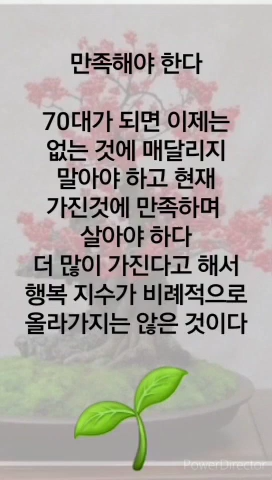 만족해야 한다
70대가 되면 이제는
없는 것에 매달리지
말아야 하고 현재
가진것에 만족하며
살아야 하다
더 많이 가진다고 해서
행복 지수가 비례적으로
올라가지는 않은 것이다
PowerDirector